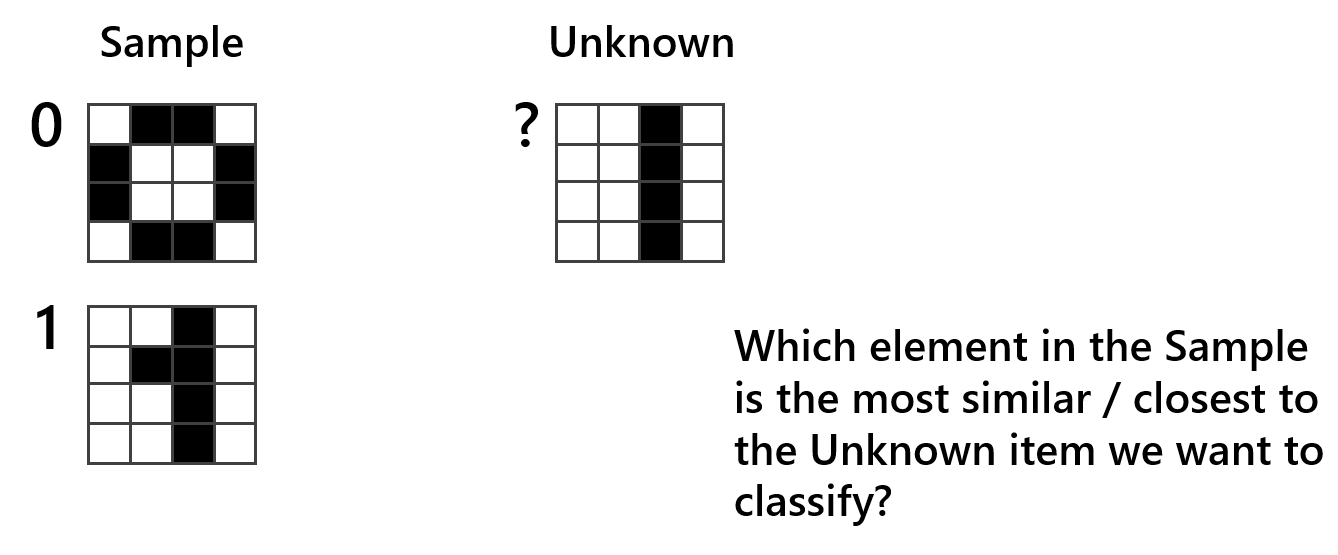 Sample
Unknown
0
?
1
Which element in the Sample
is the most similar / closest to
the Unknown item we want to
classify?